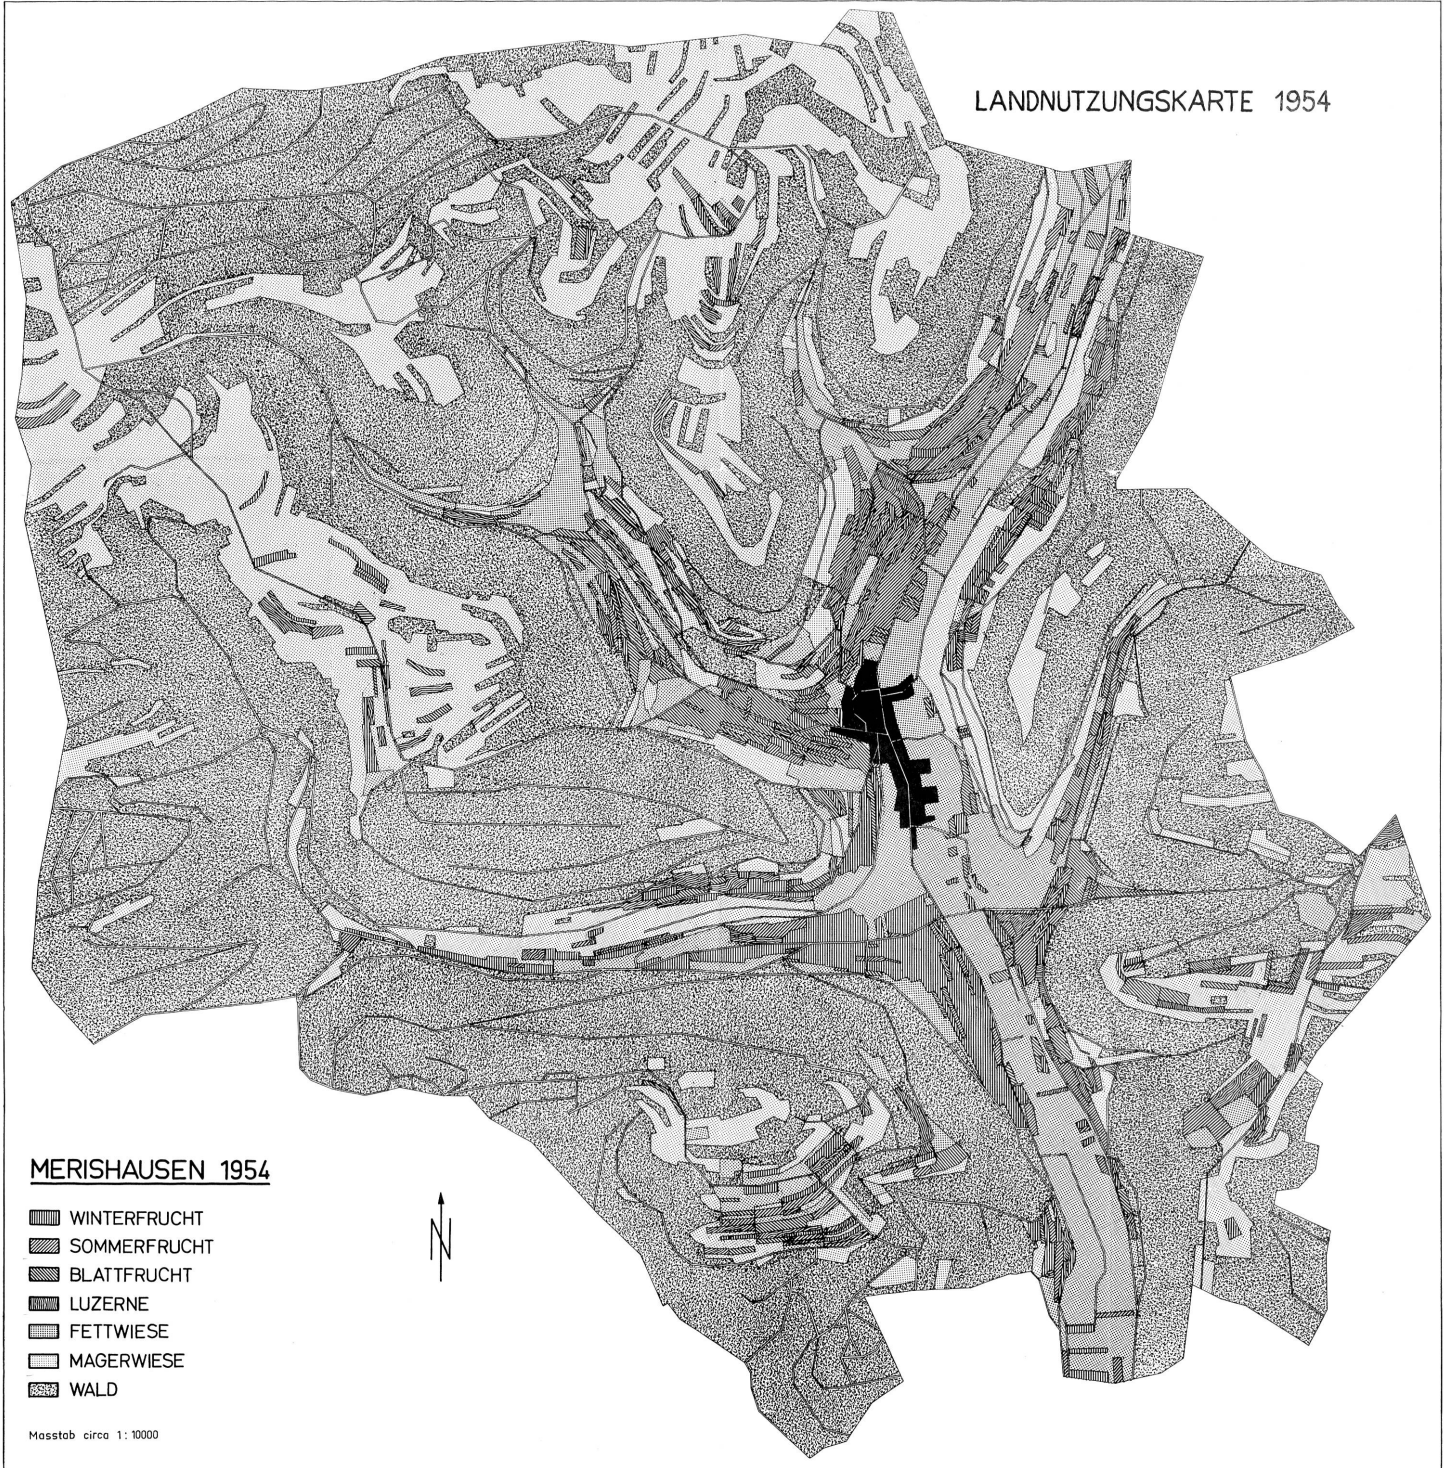 LANDNUTZUNGSKARTE 1954
MERISHAUSEN 1954
WINTERFRUCHT
SOMMERFRUCHT
BLATTFRUCHT
LUZERNE
FETTWIESE
MAGERWIESE
WALD
N
Masstab circa 1 : 10000